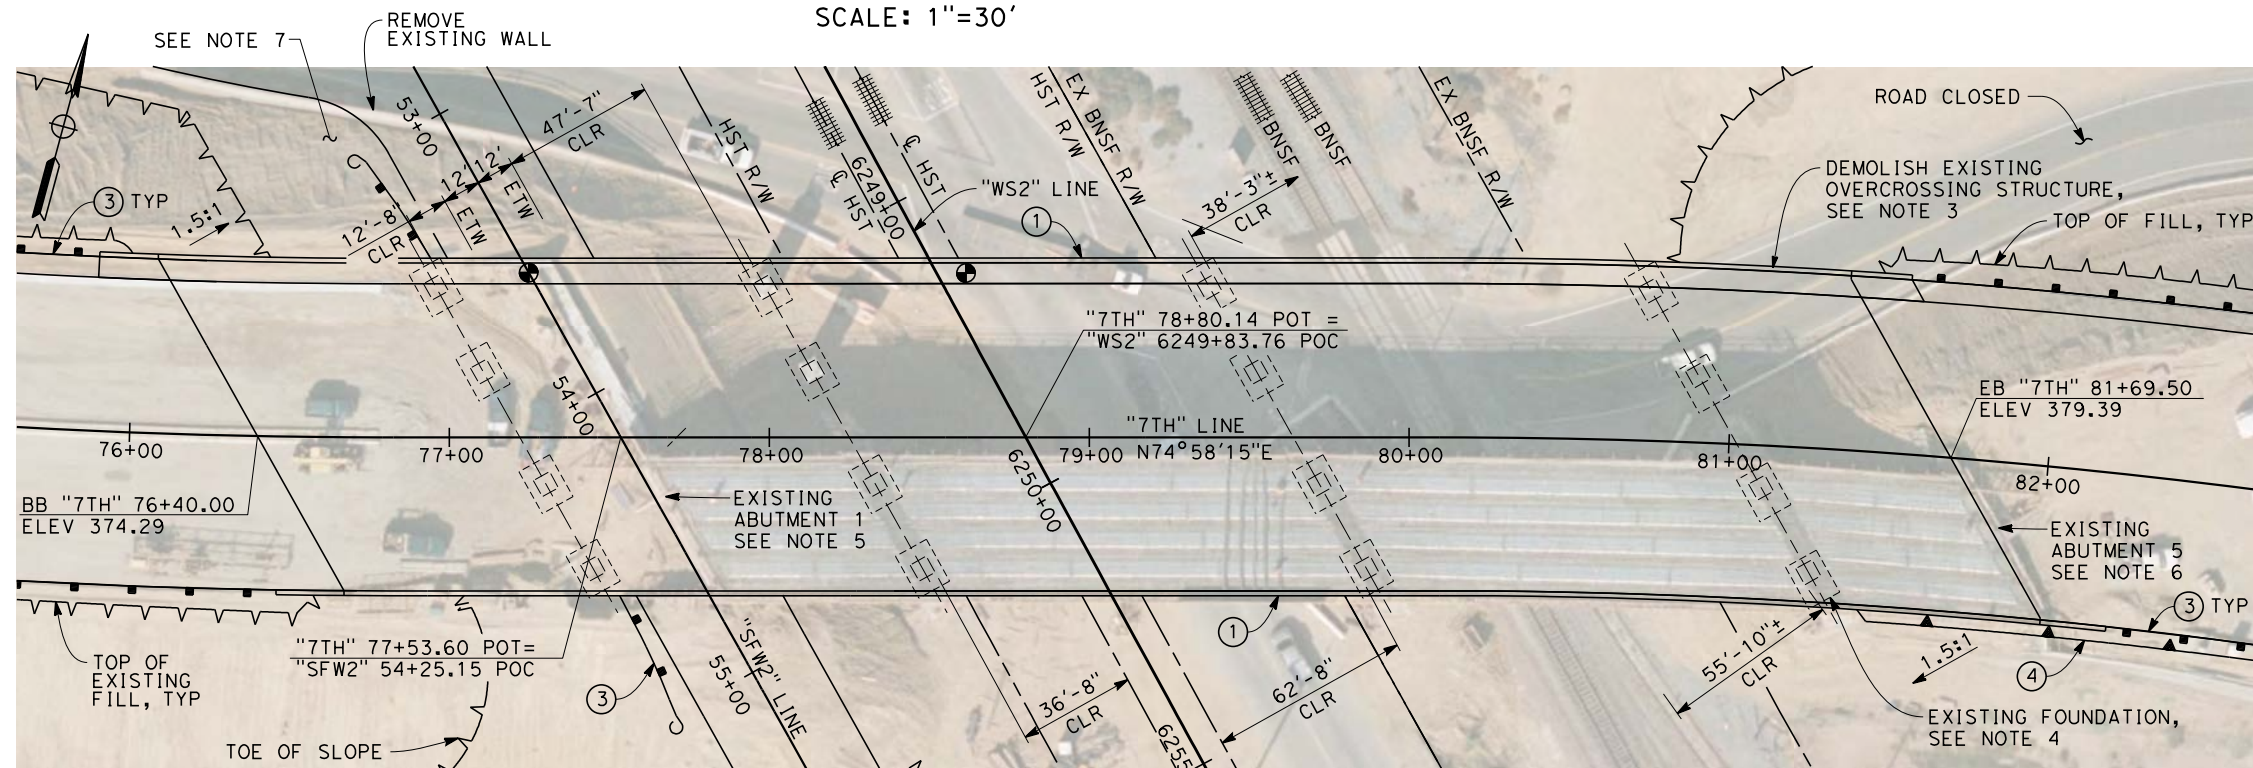 SCALE: 1"=30'
REMOVE
EXISTING WALL
SEE NOTE 7
53+00
47'-7"
CLR
12'
12'
ETW
ETW
12'-8"
CLR
3 TYP
1.5:1
HST R/W
℄ HST
℄ HST
6249+00
"WS2" LINE
1
HST R/W
EX BNSF R/W
BNSF
BNSF
38'-3"±
CLR
EX BNSF R/W
ROAD CLOSED
DEMOLISH EXISTING
OVERCROSSING STRUCTURE,
SEE NOTE 3
TOP OF FILL, TYP
"7TH" 78+80.14 POT =
"WS2" 6249+83.76 POC
54+00
EB "7TH" 81+69.50
ELEV 379.39
"7TH" LINE
N74°58'15"E
76+00
77+00
78+00
79+00
80+00
81+00
82+00
6250+00
BB "7TH" 76+40.00
ELEV 374.29
EXISTING
ABUTMENT 1
SEE NOTE 5
EXISTING
ABUTMENT 5
SEE NOTE 6
3 TYP
1
"7TH" 77+53.60 POT=
"SFW2" 54+25.15 POC
"SFW2" LINE
55+00
3
TOP OF
EXISTING
FILL, TYP
TOE OF SLOPE
36'-8"
CLR
62'-8"
CLR
55'-10"±
CLR
1.5:1
4
EXISTING FOUNDATION,
SEE NOTE 4